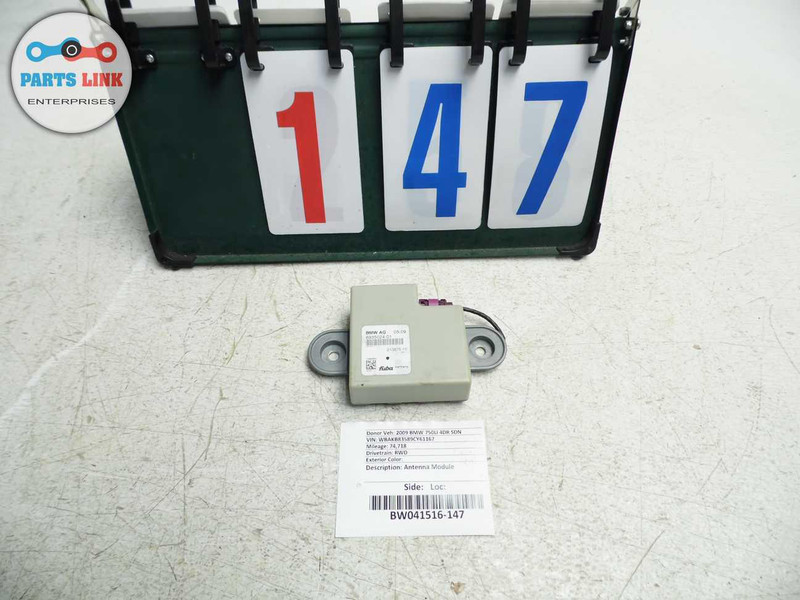 PARTS LINK
ENTERPRISES
1 4 7
BMW AG
fuba
Donor Veh: 2009 BMW 750LI 4DR SDN
VIN: WBAKB83589CY61167
Mileage: 74,718
Drivetrain: RWD
Exterior Color:
Description: Antenna Module
Side: Loc:
BW041516-147